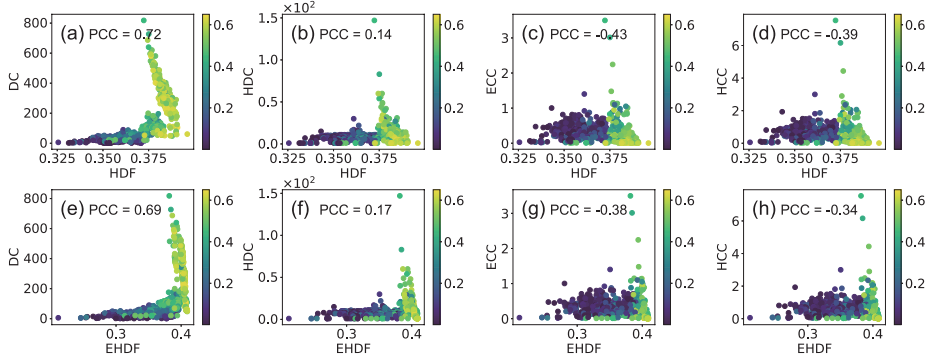 (a) PCC = 0.72
DC
800
600
400
200
0
0.325 0.350 0.375
HDF
0.6
0.4
0.2
×10²
(b) PCC = 0.14
HDC
1.5
1.0
0.5
0.0
0.325 0.350 0.375
HDF
0.6
0.4
0.2
(c) PCC = -0.43
ECC
3
2
1
0
0.325 0.350 0.375
HDF
0.6
0.4
0.2
(d) PCC = -0.39
HCC
6
4
2
0
0.325 0.350 0.375
HDF
0.6
0.4
0.2
(e) PCC = 0.69
DC
800
600
400
200
0
0.3 0.4
EHDF
0.6
0.4
0.2
×10²
(f) PCC = 0.17
HDC
1.5
1.0
0.5
0.0
0.3 0.4
EHDF
0.6
0.4
0.2
(g) PCC = -0.38
ECC
3
2
1
0
0.3 0.4
EHDF
0.6
0.4
0.2
(h) PCC = -0.34
HCC
6
4
2
0
0.3 0.4
EHDF
0.6
0.4
0.2